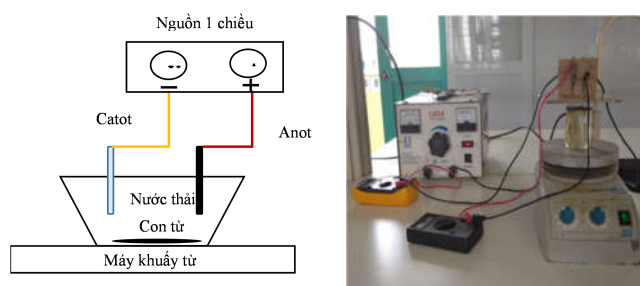 Nguồn 1 chiều
Catot
Anot
Nước thải
Con từ
Máy khuấy từ